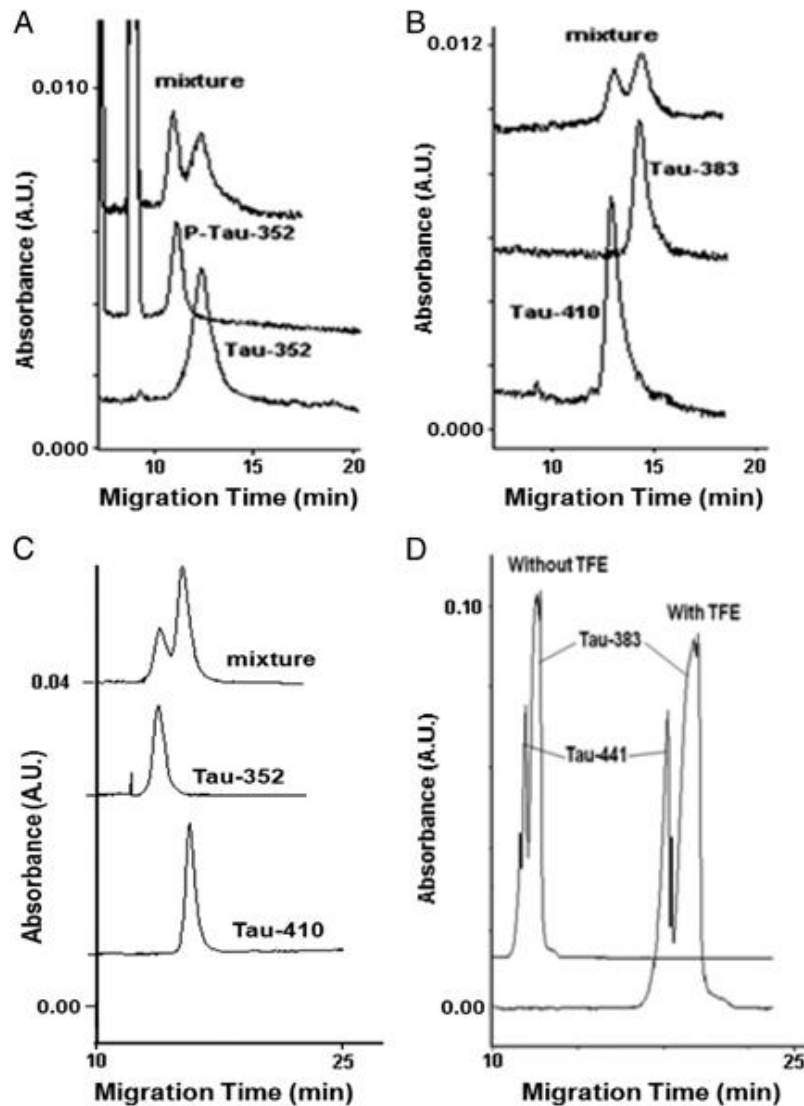 A
0.010
mixture
P-Tau-352
Tau-352
Absorbance (A.U.)
0.000
10
15
20
Migration Time (min)
B
0.012
mixture
Tau-383
Tau-410
Absorbance (A.U.)
0.000
10
15
20
Migration Time (min)
C
mixture
0.04
Tau-352
Tau-410
Absorbance (A.U.)
0.00
10
25
Migration Time (min)
D
Without TFE
0.10
With TFE
Tau-383
Tau-441
Absorbance (A.U.)
0.00
10
25
Migration Time (min)